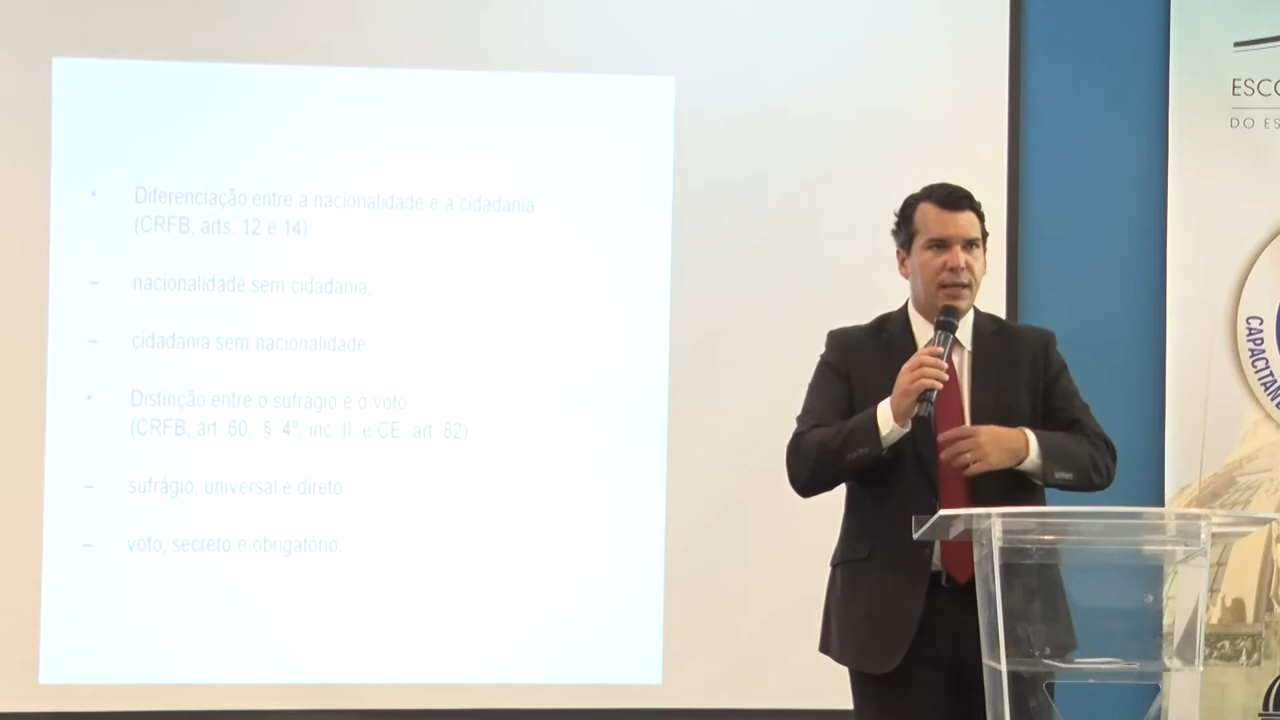 • Diferenciação entre a nacionalidade e a cidadania
(CRFB, arts. 12 e 14):
– nacionalidade sem cidadania;
– cidadania sem nacionalidade.
• Distinção entre o sufrágio e o voto
(CRFB, art. 60, § 4º, inc. II e CE art. 82)
– sufrágio, universal e direto
– voto, secreto e obrigatório.
ESCO
DO ES
CAPACITAN